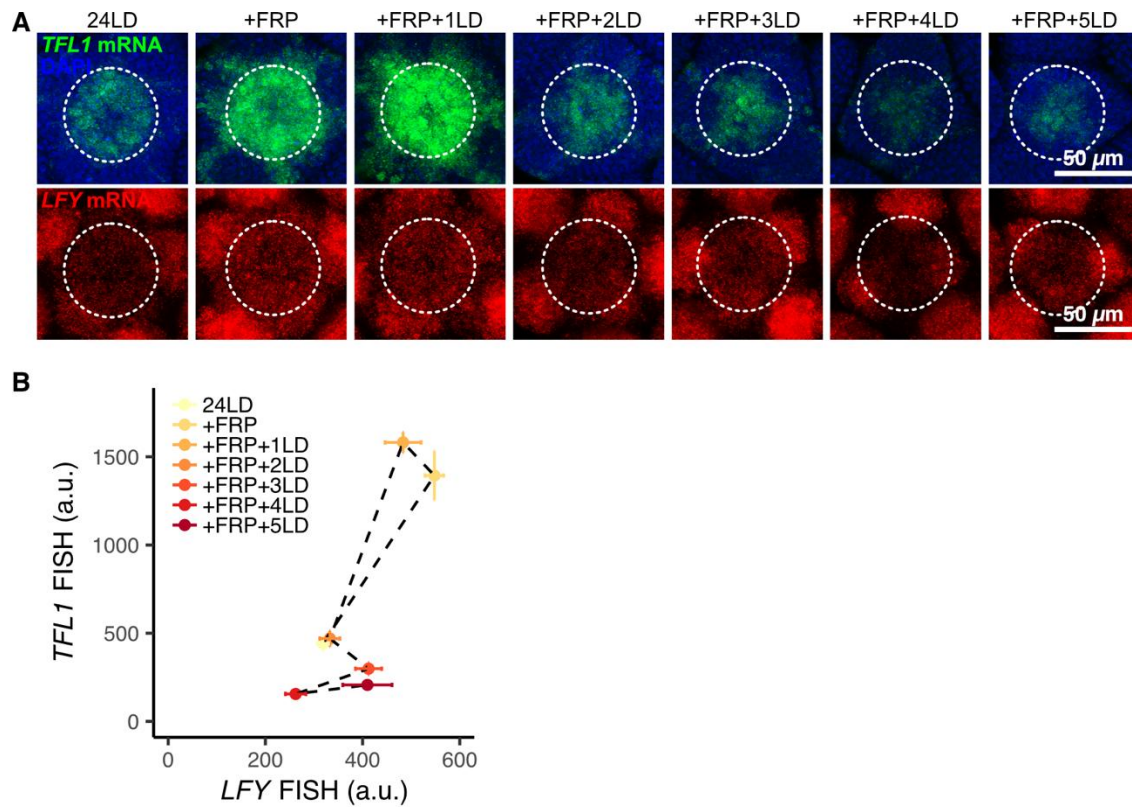 A
24LD +FRP +FRP+1LD +FRP+2LD +FRP+3LD +FRP+4LD +FRP+5LD
TFL1 mRNA
DAPI
50 µm
LFY mRNA
50 µm
B
24LD
+FRP
+FRP+1LD
+FRP+2LD
+FRP+3LD
+FRP+4LD
+FRP+5LD
TFL1 FISH (a.u.)
1500
1000
500
0
0 200 400 600
LFY FISH (a.u.)